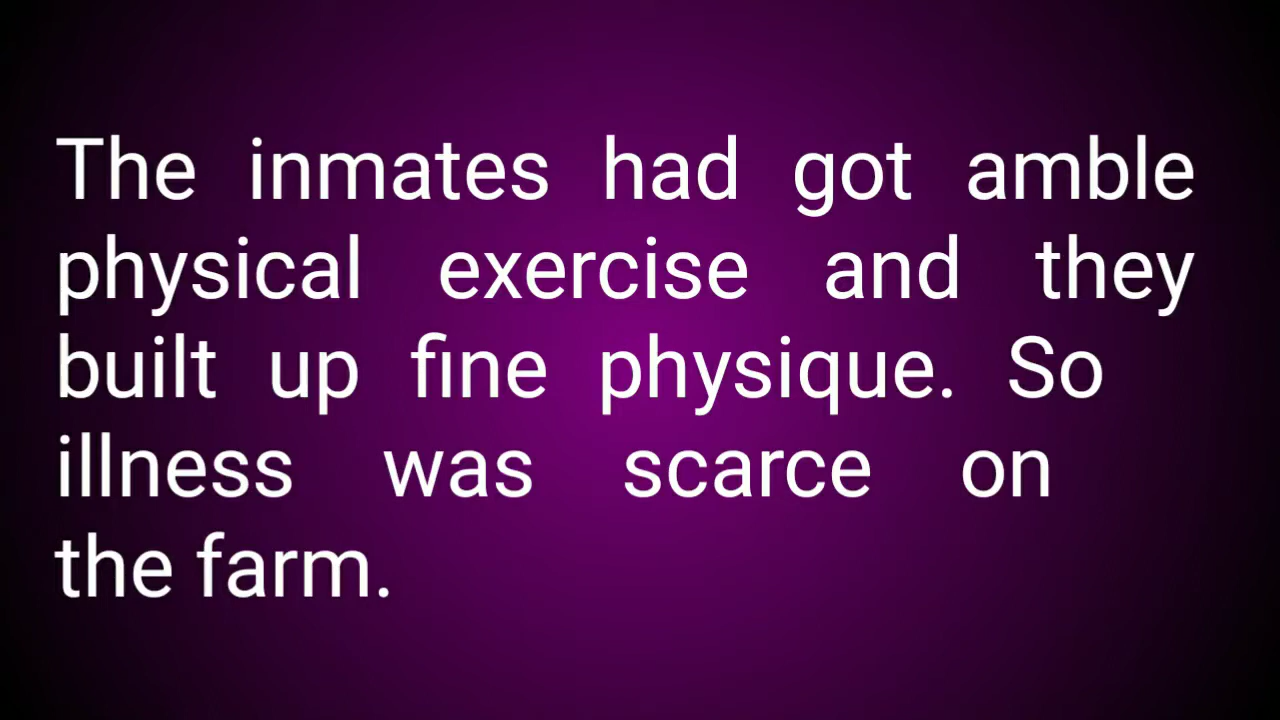 The inmates had got amble
physical exercise and they
built up fine physique. So
illness was scarce on
the farm.